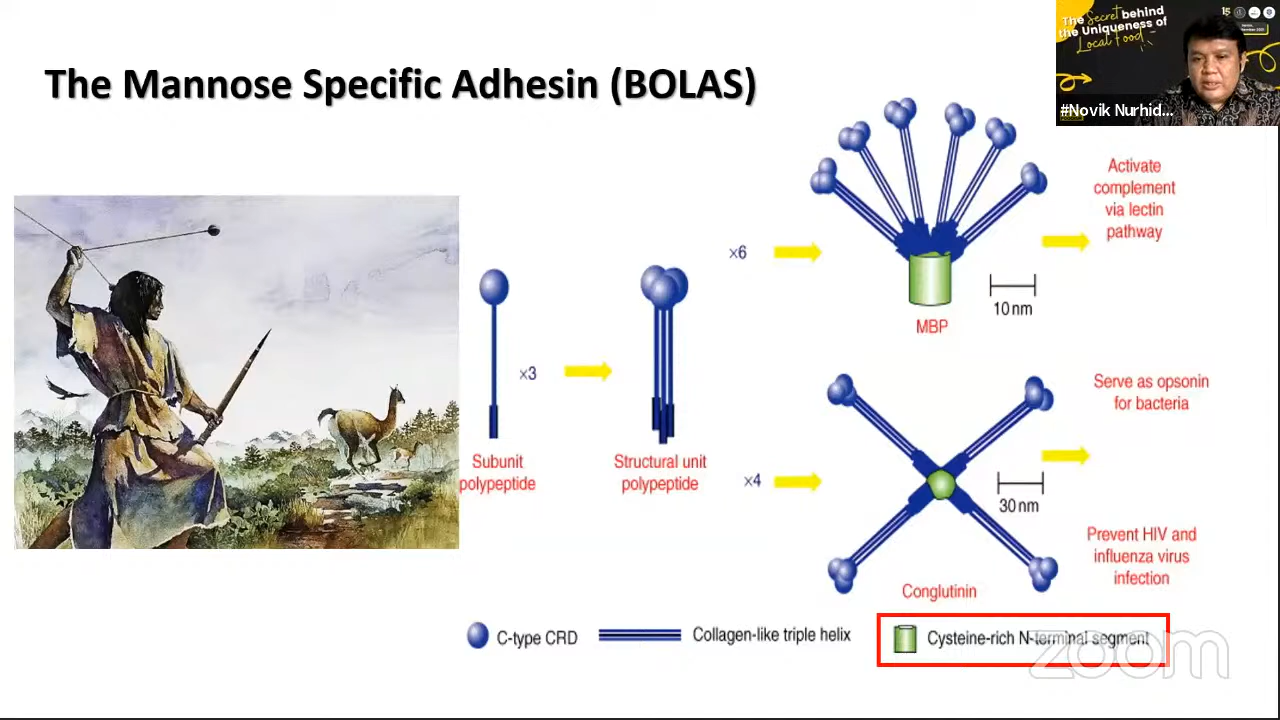 The Mannose Specific Adhesin (BOLAS)
The Secret behind
the Uniqueness of
Local Food
#Novik Nurhid...
Activate
complement
via lectin
pathway
×6
10 nm
MBP
×3
Subunit
polypeptide
Structural unit
polypeptide
×4
Serve as opsonin
for bacteria
30 nm
Prevent HIV and
influenza virus
infection
Conglutinin
C-type CRD
Collagen-like triple helix
Cysteine-rich N-terminal segment
zoom